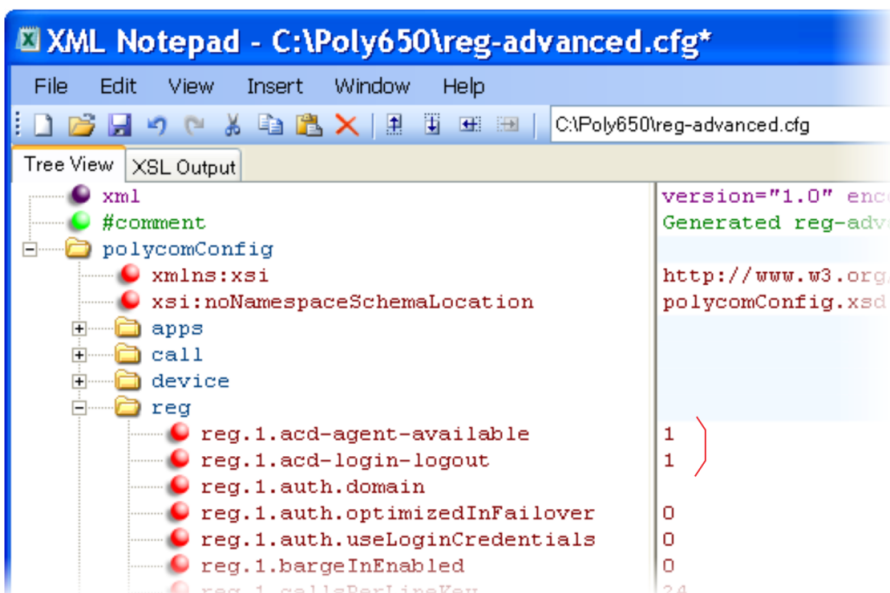 XML Notepad - C:\Poly650\reg-advanced.cfg*
File Edit View Insert Window Help
C:\Poly650\reg-advanced.cfg
Tree View XSL Output
xml version="1.0"
#comment Generated
polycomConfig
xmlns:xsi http://www.w3.org
xsi:noNamespaceSchemaLocation polycomConfig.xsd
apps
call
device
reg
reg.1.acd-agent-available 1
reg.1.acd-login-logout 1
reg.1.auth.domain
reg.1.auth.optimizedInFailover 0
reg.1.auth.useLoginCredentials 0
reg.1.bargeInEnabled 0
reg.1.callsPerLineKey 24